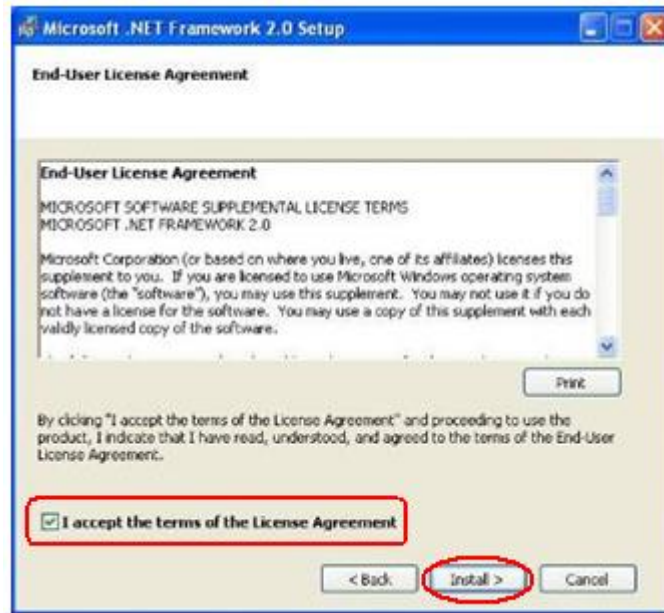 Microsoft .NET Framework 2.0 Setup
End-User License Agreement
End-User License Agreement
MICROSOFT SOFTWARE SUPPLEMENTAL LICENSE TERMS
MICROSOFT .NET FRAMEWORK 2.0
Microsoft Corporation (or based on where you live, one of its affiliates) licenses this
supplement to you. If you are licensed to use Microsoft Windows operating system
software (the "software"), you may use this supplement. You may not use it if you do
not have a license for the software. You may use a copy of this supplement with each
validly licensed copy of the software.
Print
By clicking "I accept the terms of the License Agreement" and proceeding to use the
product, I indicate that I have read, understood, and agreed to the terms of the End-User
License Agreement.
I accept the terms of the License Agreement
< Back
Install >
Cancel